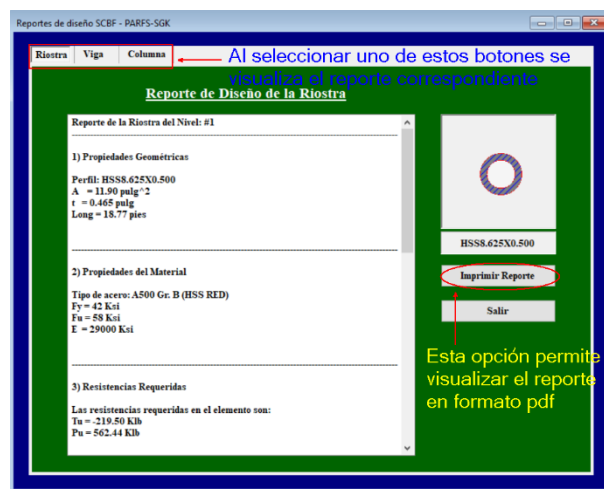 Reportes de diseño SCBF - PARFS-SGK
Riostra Viga Columna
Al seleccionar uno de estos botones se
visualiza el reporte correspondiente
Reporte de Diseño de la Riostra
Reporte de la Riostra del Nivel: #1
1) Propiedades Geométricas
Perfil: HSS8.625X0.500
A = 11.90 pulg^2
t = 0.465 pulg
Long = 18.77 pies
2) Propiedades del Material
Tipo de acero: A500 Gr. B (HSS RED)
Fy = 42 Ksi
Fu = 58 Ksi
E = 29000 Ksi
3) Resistencias Requeridas
Las resistencias requeridas en el elemento son:
Tu = -219.50 Klb
Pu = 562.44 Klb
HSS8.625X0.500
Imprimir Reporte
Salir
Esta opción permite
visualizar el reporte
en formato pdf